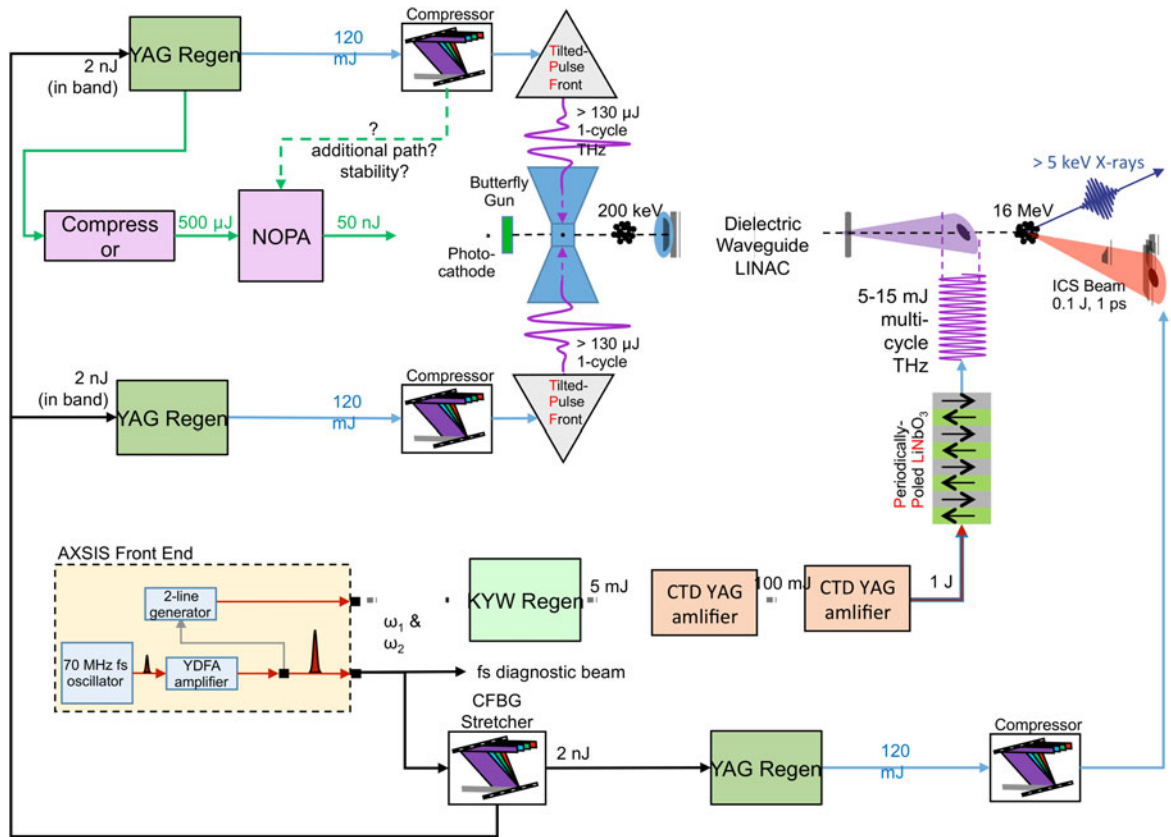 Compressor
YAG Regen
120
mJ
2 nJ
(in band)
Tilted-
Pulse
Front
> 130 µJ
1-cycle
THz
?
additional path?
stability?
Compress
or
500 µJ
NOPA
50 nJ
Butterfly
Gun
Photo-
cathode
200 keV
Dielectric
Waveguide
LINAC
16 MeV
> 5 keV X-rays
ICS Beam
0.1 J, 1 ps
5-15 mJ
multi-
cycle
THz
> 130 µJ
1-cycle
2 nJ
(in band)
YAG Regen
120
mJ
Compressor
Tilted-
Pulse
Front
Periodically-
Poled LiNbO3
AXSIS Front End
2-line
generator
70 MHz fs
oscillator
YDFA
amplifier
ω1 &
ω2
KYW Regen
5 mJ
CTD YAG
amlifier
100 mJ
CTD YAG
amlifier
1 J
fs diagnostic beam
CFBG
Stretcher
2 nJ
YAG Regen
120
mJ
Compressor